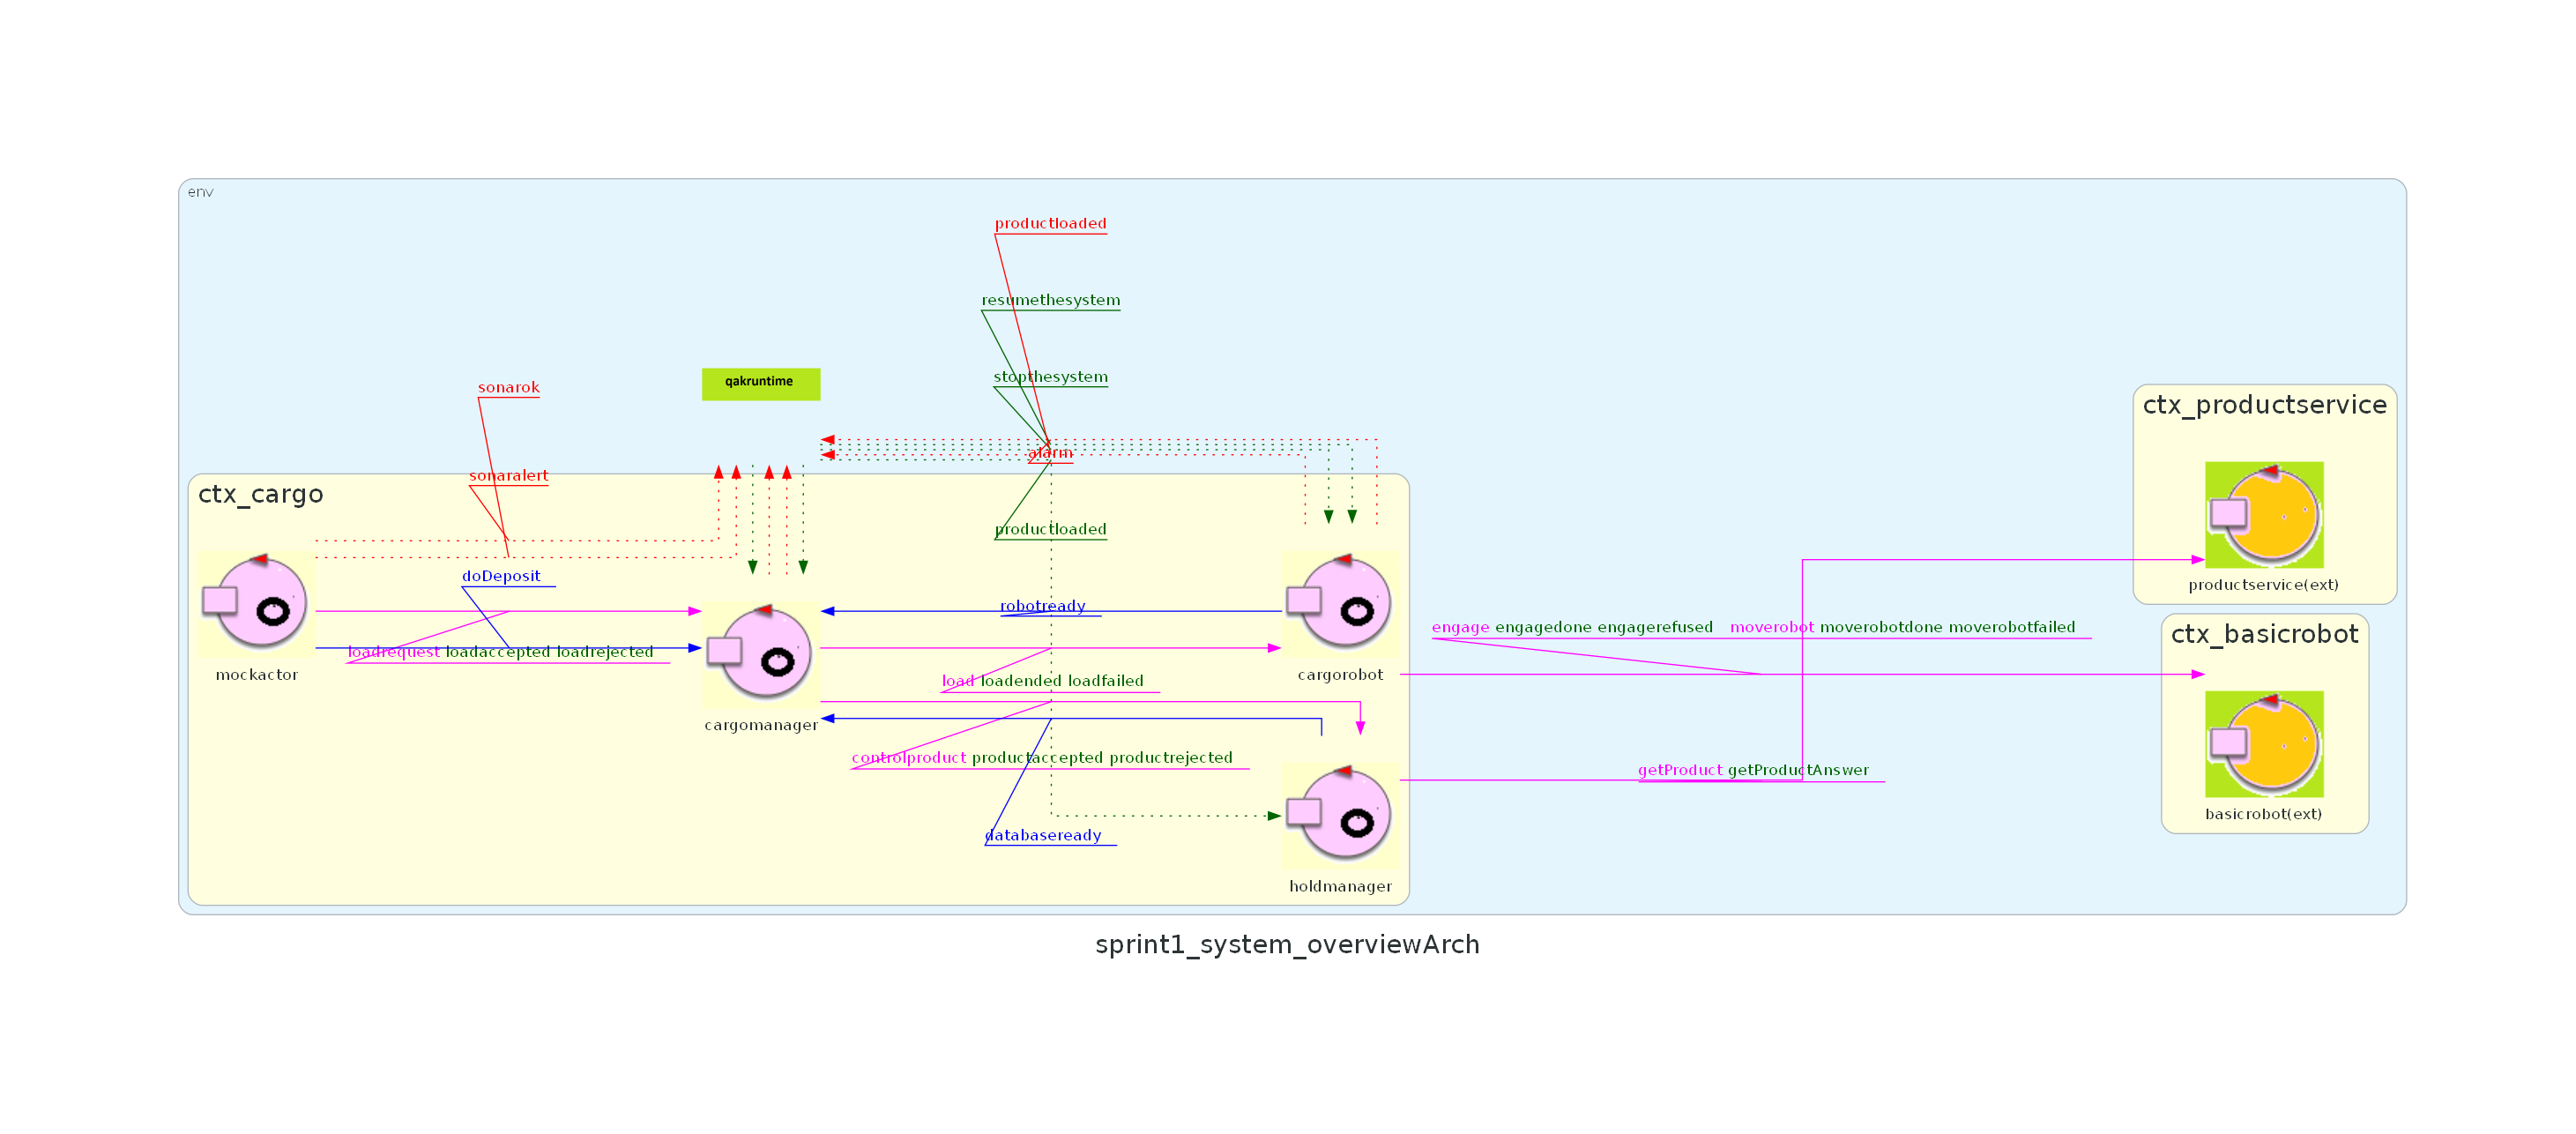 env
productloaded
resumethesystem
stopthesystem
qakruntime
sonarok
alarm
sonaralert
ctx_cargo
productloaded
doDeposit
robotready
loadrequest loadaccepted loadrejected
mockactor
load loadended loadfailed
cargorobot
cargomanager
controlproduct productaccepted productrejected
databaseready
holdmanager
engage engagedone engagerefused moverobot moverobotdone moverobotfailed
getProduct getProductAnswer
ctx_productservice
productservice(ext)
ctx_basicrobot
basicrobot(ext)
sprint1_system_overviewArch